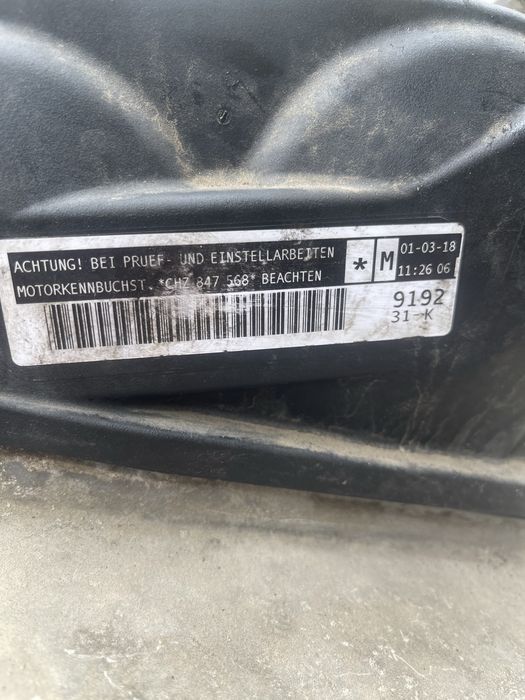 ACHTUNG! BEI PRUEF- UND EINSTELLARBEITEN
MOTORKENNBUCHST. *CHZ 847 568* BEACHTEN
*
M
01-03-18
11:26 06
9192
31-K